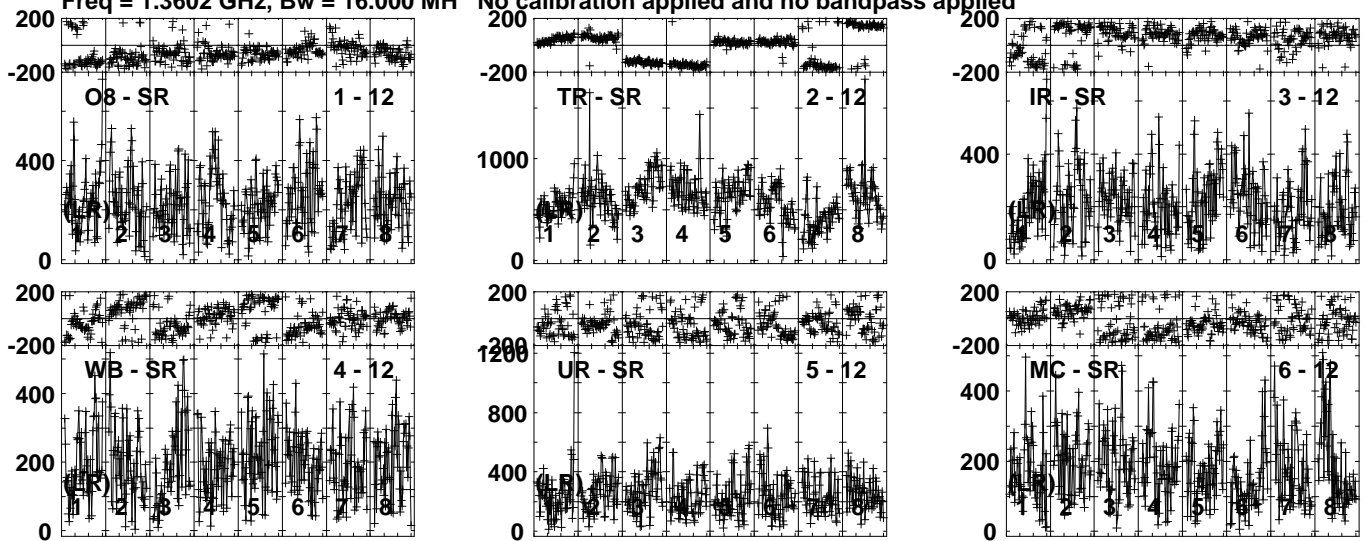 Freq = 1.3602 GHz, Bw = 16.000 MH No calibration applied and no bandpass applied
200
-200
O8 - SR 1 - 12
400
(LR)
1 2 3 4 5 6 7 8
0
200
-200
TR - SR 2 - 12
1000
(LR)
1 2 3 4 5 6 7 8
0
200
-200
IR - SR 3 - 12
400
(LR)
1 2 3 4 5 6 7 8
0
200
-200
WB - SR 4 - 12
400
200
(LR)
1 2 3 4 5 6 7 8
0
200
-200
1200
UR - SR 5 - 12
800
400
(LR)
1 2 3 4 5 6 7 8
0
200
-200
MC - SR 6 - 12
400
200
(LR)
1 2 3 4 5 6 7 8
0